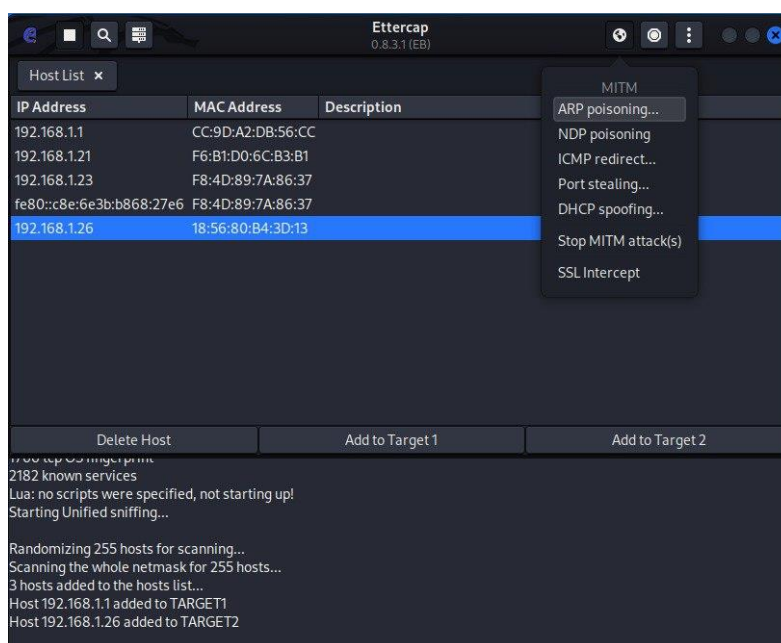 Ettercap
0.8.3.1 (EB)
Host List ×
MITM
ARP poisoning...
NDP poisoning
ICMP redirect...
Port stealing...
DHCP spoofing...
Stop MITM attack(s)
SSL Intercept
IP Address MAC Address Description
192.168.1.1 CC:9D:A2:DB:56:CC
192.168.1.21 F6:B1:D0:6C:B3:B1
192.168.1.23 F8:4D:89:7A:86:37
fe80::c8e:6e3b:b868:27e6 F8:4D:89:7A:86:37
192.168.1.26 18:56:80:B4:3D:13
Delete Host Add to Target 1 Add to Target 2
tcp OS fingerprint
2182 known services
Lua: no scripts were specified, not starting up!
Starting Unified sniffing...
Randomizing 255 hosts for scanning...
Scanning the whole netmask for 255 hosts...
3 hosts added to the hosts list...
Host 192.168.1.1 added to TARGET1
Host 192.168.1.26 added to TARGET2